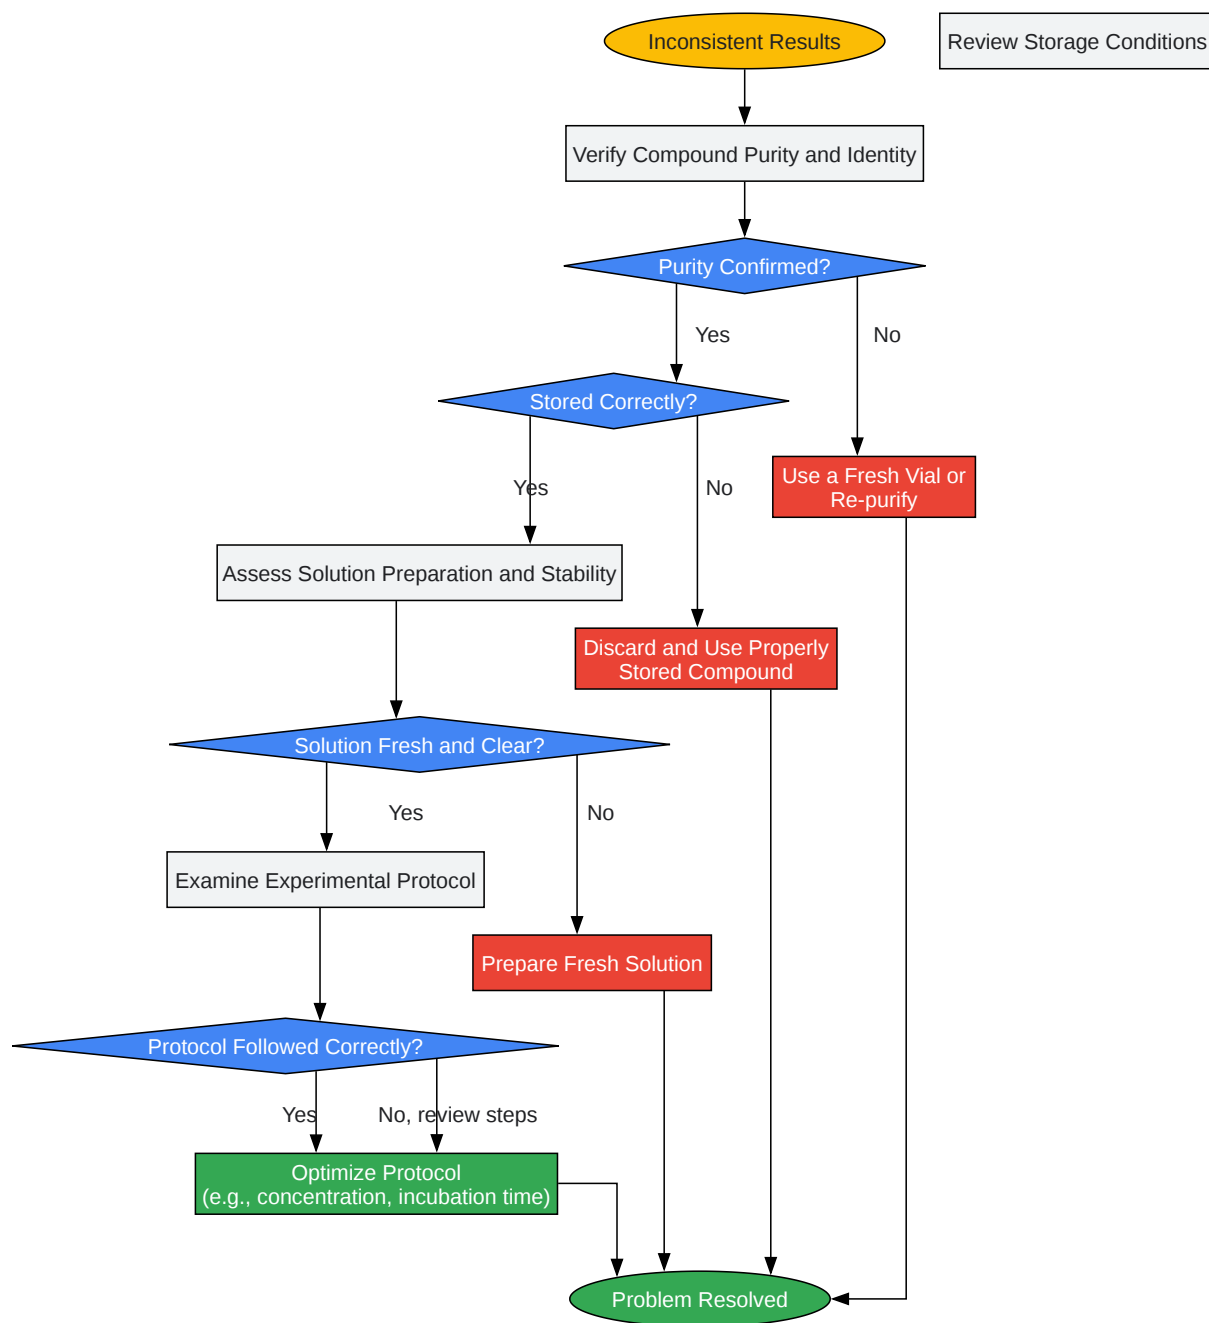 Inconsistent Results
Review Storage Conditions
Verify Compound Purity and Identity
Purity Confirmed?
Yes
No
Stored Correctly?
Yes
No
Use a Fresh Vial or
Re-purify
Assess Solution Preparation and Stability
Discard and Use Properly
Stored Compound
Solution Fresh and Clear?
Yes
No
Examine Experimental Protocol
Prepare Fresh Solution
Protocol Followed Correctly?
Yes
No, review steps
Optimize Protocol
(e.g., concentration, incubation time)
Problem Resolved